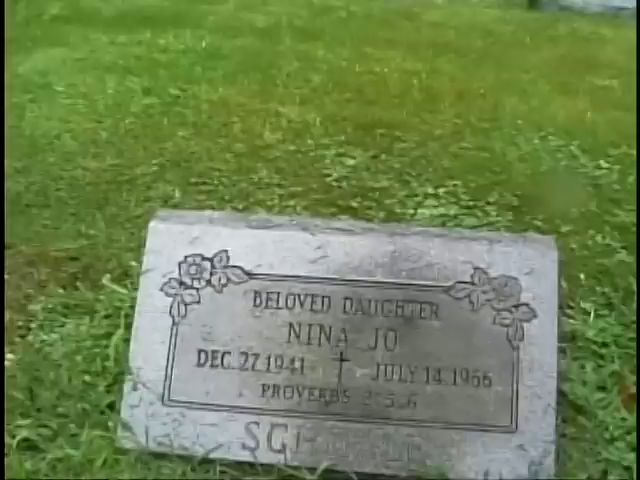 BELOVED DAUGHTER
NINA JO
DEC. 27 1941 JULY 14 1966
PROVERBS 3:5,6